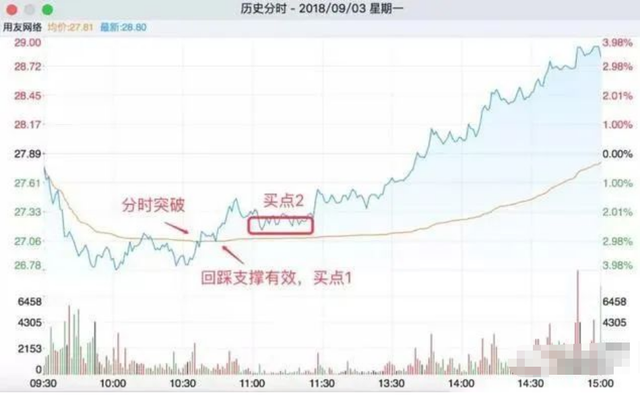 历史分时 - 2018/09/03 星期一
用友网络 均价:27.81 最新:28.80
29.00 3.98%
28.72 2.98%
28.45 2.01%
28.17 1.00%
27.89 0.00%
27.61 1.00%
27.33 2.01%
27.06 2.98%
26.78 3.98%
分时突破
买点2
回踩支撑有效，买点1
6458 6458
4305 4305
2153
09:30 10:00 10:30 11:00 11:30 13:30 14:00 14:30 15:00